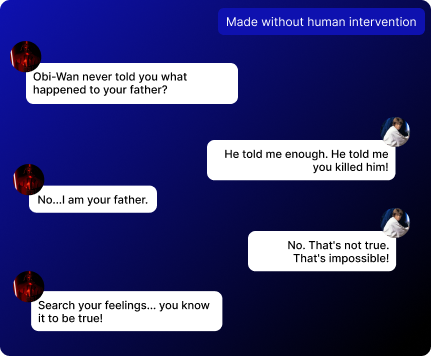 Made without human intervention
Obi-Wan never told you what
happened to your father?
He told me enough. He told me
you killed him!
No...I am your father.
No. That's not true.
That's impossible!
Search your feelings... you know
it to be true!